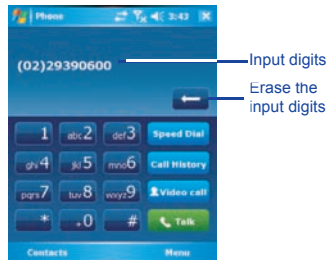 Phone 3:43
(02)29390600
Input digits
Erase the
input digits
1 abc2 def3 Speed Dial
ghi4 jkl5 mno6 Call History
pqrs7 tuv8 wxyz9 Video call
* +0 # Talk
Contacts Menu